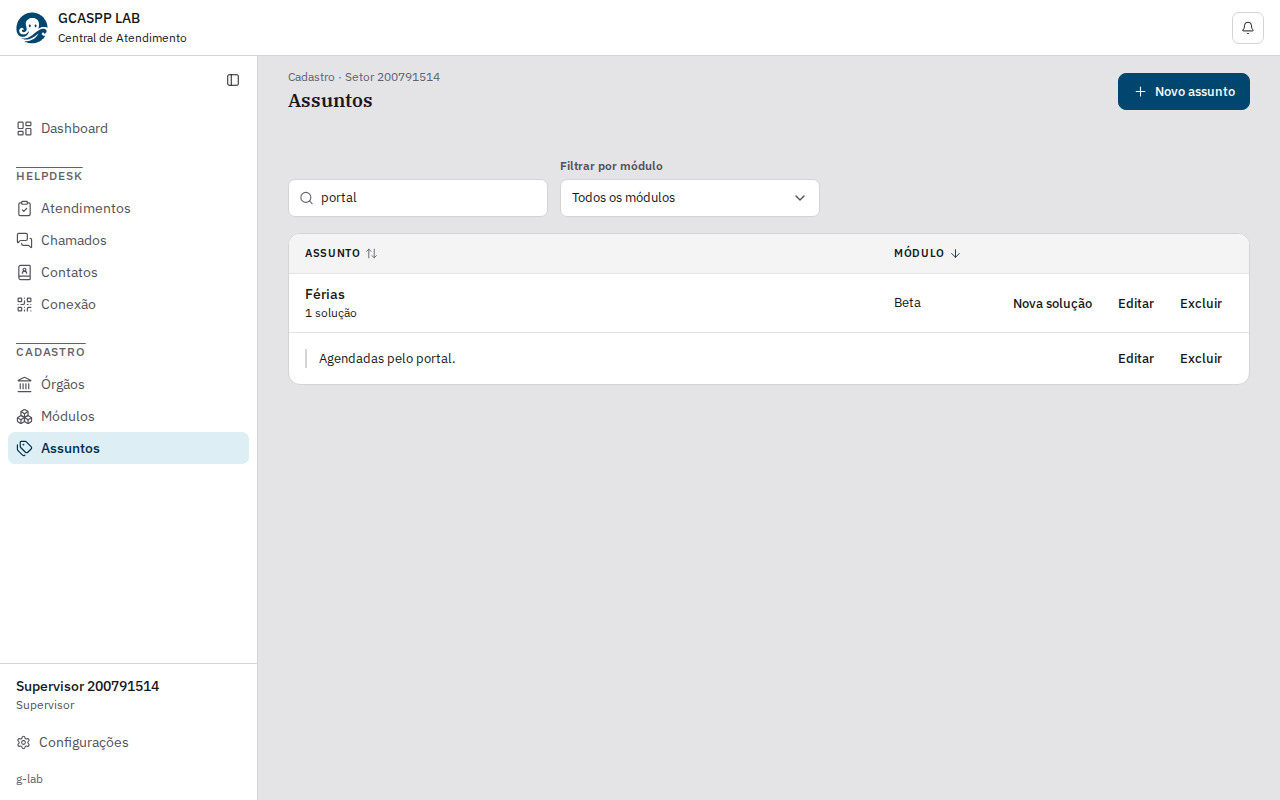 GCASPP LAB
Central de Atendimento
Dashboard
HELPDESK
Atendimentos
Chamados
Contatos
Conexão
CADASTRO
Órgãos
Módulos
Assuntos
Supervisor 200791514
Supervisor
Configurações
g-lab
Cadastro · Setor 200791514
Assuntos
Novo assunto
Filtrar por módulo
portal
Todos os módulos
ASSUNTO MÓDULO
Férias
1 solução
Beta Nova solução Editar Excluir
Agendadas pelo portal. Editar Excluir